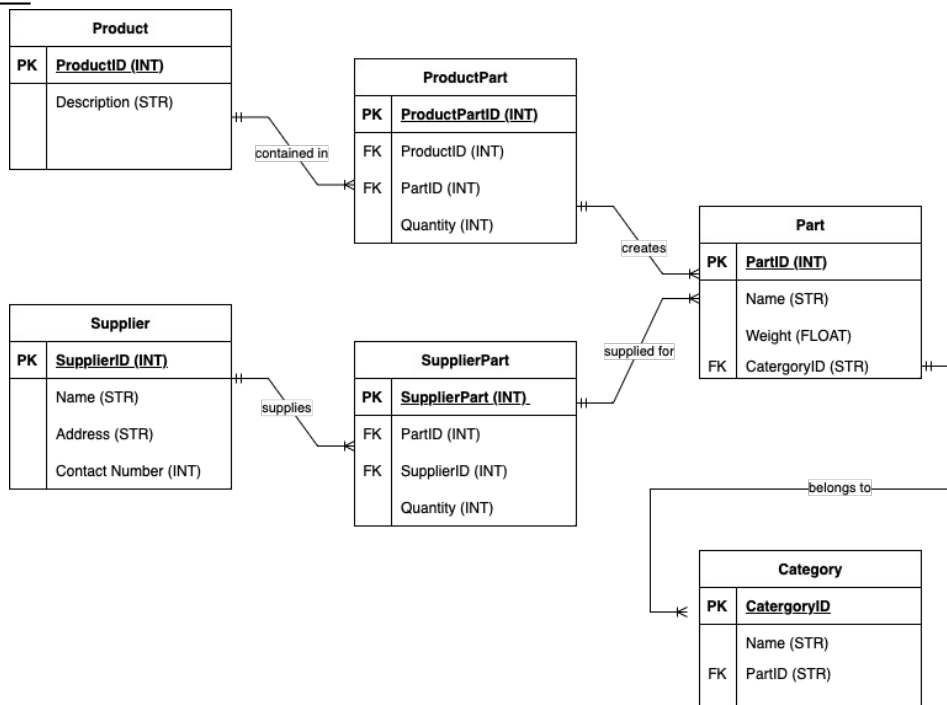 Product
PK ProductID (INT)
Description (STR)
contained in
ProductPart
PK ProductPartID (INT)
FK ProductID (INT)
FK PartID (INT)
Quantity (INT)
creates
Part
PK PartID (INT)
Name (STR)
Weight (FLOAT)
FK CatergoryID (STR)
Supplier
PK SupplierID (INT)
Name (STR)
Address (STR)
Contact Number (INT)
supplies
SupplierPart
PK SupplierPart (INT)
FK PartID (INT)
FK SupplierID (INT)
Quantity (INT)
supplied for
belongs to
Category
PK CatergoryID
Name (STR)
FK PartID (STR)